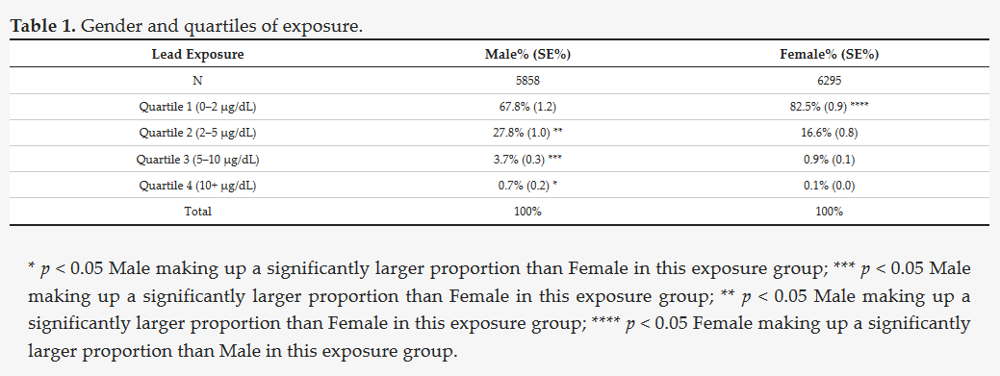 Table 1. Gender and quartiles of exposure.
Lead Exposure Male% (SE%) Female% (SE%)
N 5858 6295
Quartile 1 (0–2 μg/dL) 67.8% (1.2) 82.5% (0.9) ****
Quartile 2 (2–5 μg/dL) 27.8% (1.0) ** 16.6% (0.8)
Quartile 3 (5–10 μg/dL) 3.7% (0.3) *** 0.9% (0.1)
Quartile 4 (10+ μg/dL) 0.7% (0.2) * 0.1% (0.0)
Total 100% 100%
* p < 0.05 Male making up a significantly larger proportion than Female in this exposure group; *** p < 0.05 Male
making up a significantly larger proportion than Female in this exposure group; ** p < 0.05 Male making up a
significantly larger proportion than Female in this exposure group; **** p < 0.05 Female making up a significantly
larger proportion than Male in this exposure group.